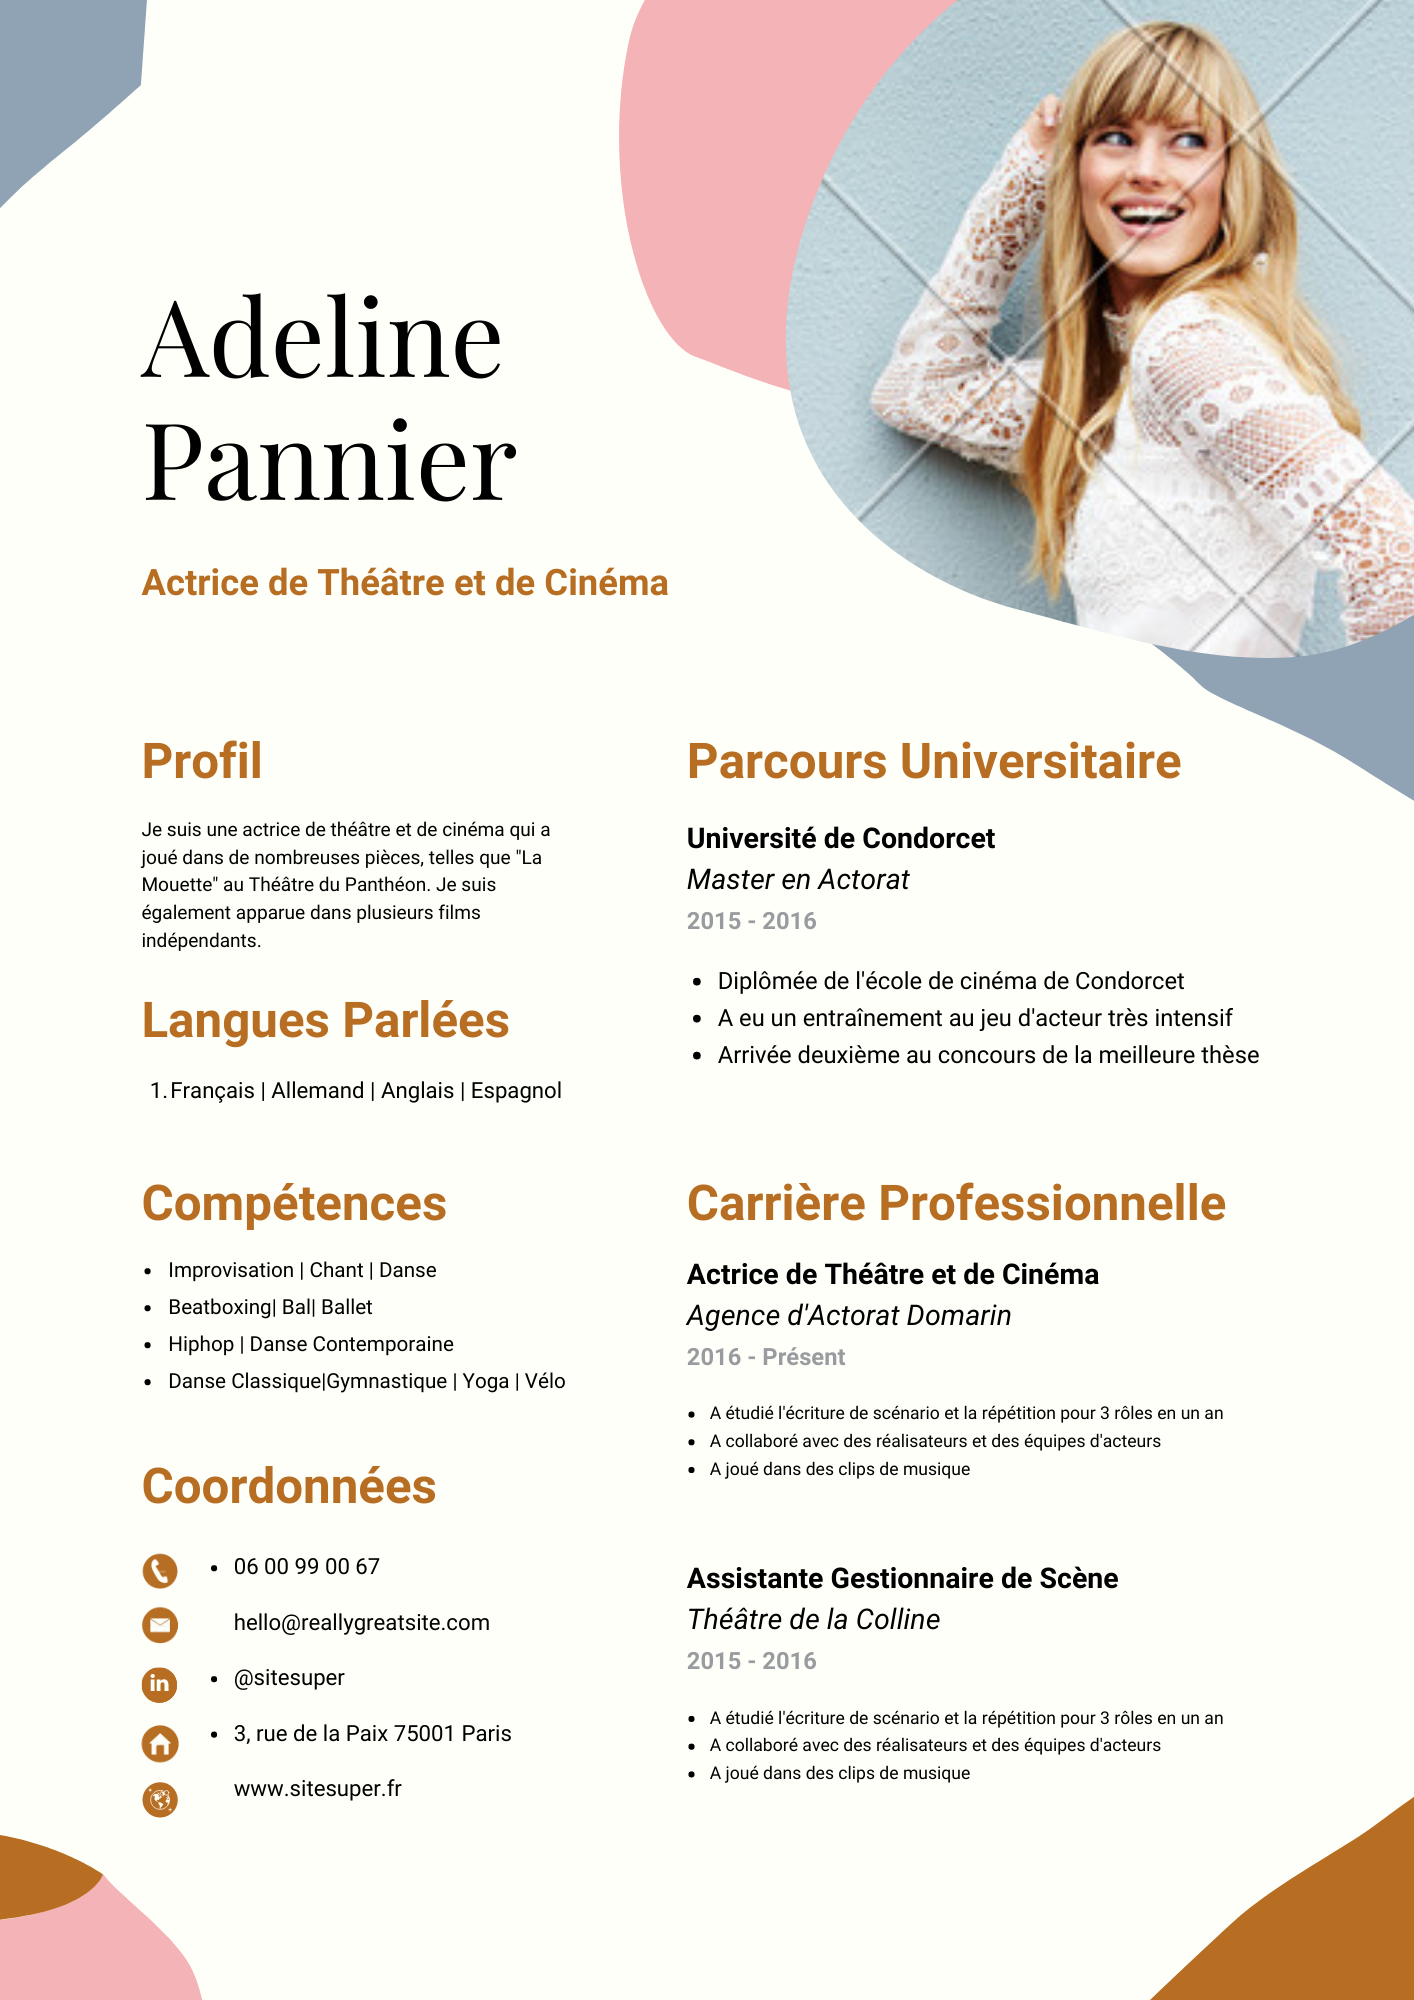 Adeline
Pannier
Actrice de Théâtre et de Cinéma
Profil
Je suis une actrice de théâtre et de cinéma qui a
joué dans de nombreuses pièces, telles que "La
Mouette" au Théâtre du Panthéon. Je suis
également apparue dans plusieurs films
indépendants.
Langues Parlées
1. Français | Allemand | Anglais | Espagnol
Compétences
• Improvisation | Chant | Danse
• Beatboxing| Bal| Ballet
• Hiphop | Danse Contemporaine
• Danse Classique|Gymnastique | Yoga | Vélo
Coordonnées
• 06 00 99 00 67
hello@reallygreatsite.com
in • @sitesuper
• 3, rue de la Paix 75001 Paris
www.sitesuper.fr
Parcours Universitaire
Université de Condorcet
Master en Actorat
2015 - 2016
• Diplômée de l'école de cinéma de Condorcet
• A eu un entraînement au jeu d'acteur très intensif
• Arrivée deuxième au concours de la meilleure thèse
Carrière Professionnelle
Actrice de Théâtre et de Cinéma
Agence d'Actorat Domarin
2016 - Présent
• A étudié l'écriture de scénario et la répétition pour 3 rôles en un an
• A collaboré avec des réalisateurs et des équipes d'acteurs
• A joué dans des clips de musique
Assistante Gestionnaire de Scène
Théâtre de la Colline
2015 - 2016
• A étudié l'écriture de scénario et la répétition pour 3 rôles en un an
• A collaboré avec des réalisateurs et des équipes d'acteurs
• A joué dans des clips de musique